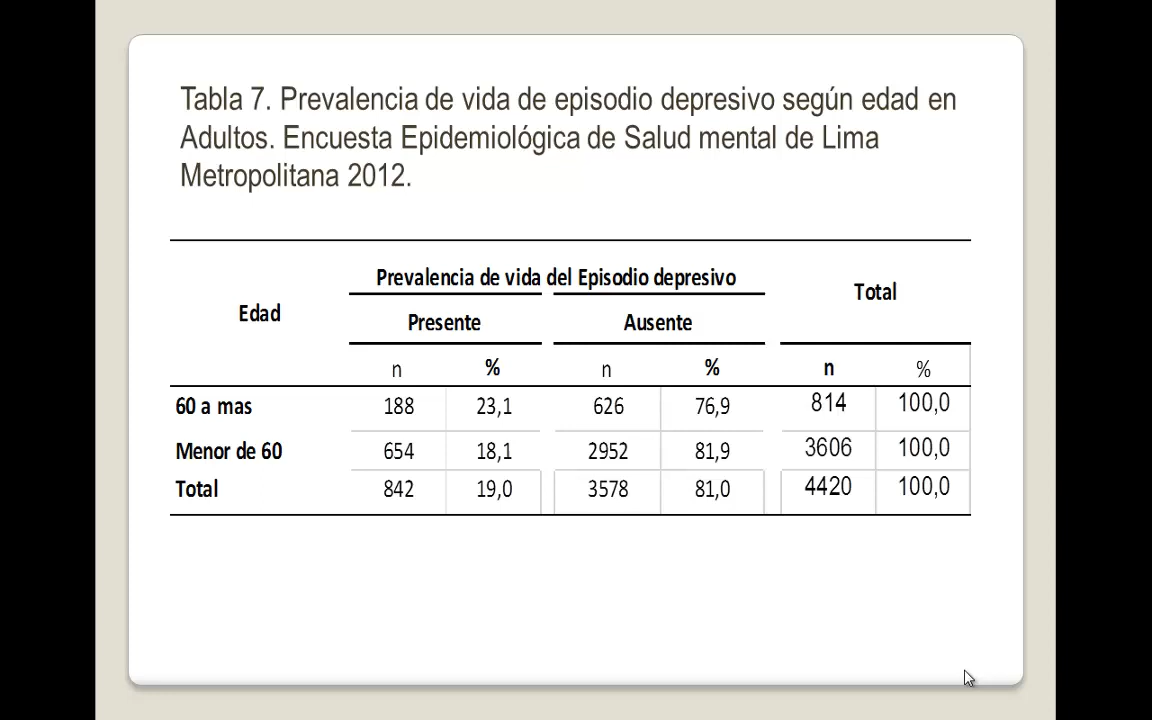 Tabla 7. Prevalencia de vida de episodio depresivo según edad en
Adultos. Encuesta Epidemiológica de Salud mental de Lima
Metropolitana 2012.
Prevalencia de vida del Episodio depresivo
Total
Edad
Presente Ausente
n % n % n %
60 a mas 188 23,1 626 76,9 814 100,0
Menor de 60 654 18,1 2952 81,9 3606 100,0
Total 842 19,0 3578 81,0 4420 100,0